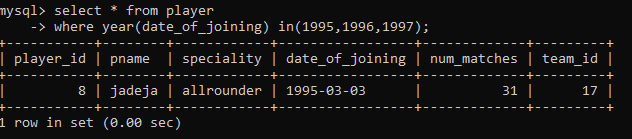 mysql> select * from player
    -> where year(date_of_joining) in(1995,1996,1997);
+-----------+--------+------------+-----------------+-------------+---------+
| player_id | pname  | speciality | date_of_joining | num_matches | team_id |
+-----------+--------+------------+-----------------+-------------+---------+
|         8 | jadeja | allrounder | 1995-03-03      |          31 |      17 |
+-----------+--------+------------+-----------------+-------------+---------+
1 row in set (0.00 sec)